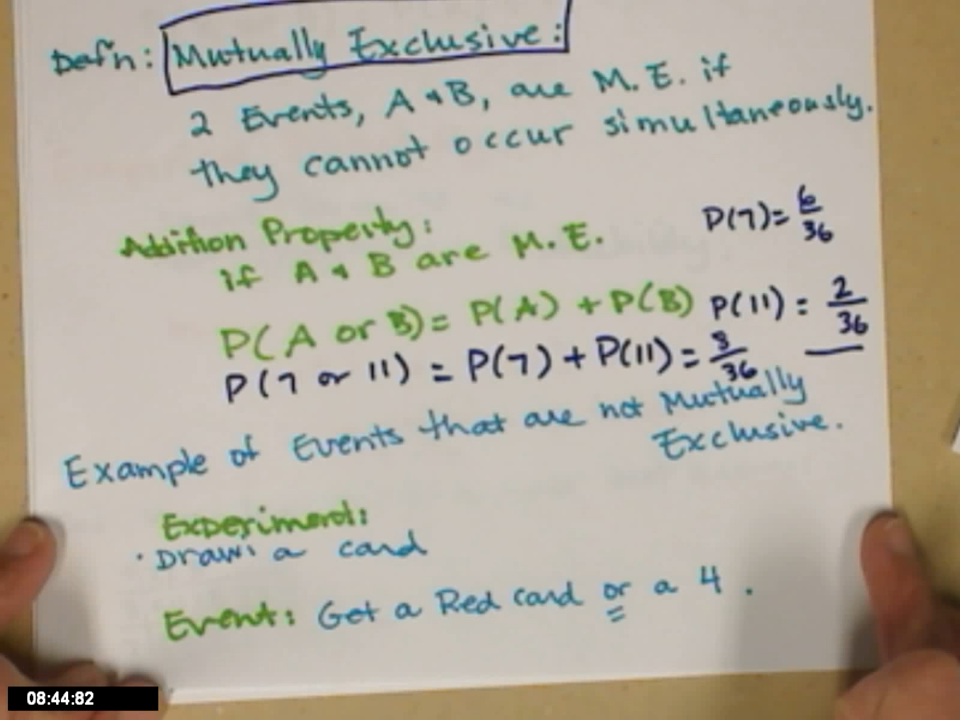 Defn: Mutually Exclusive:
2 Events, A & B, are M.E. if
they cannot occur simultaneously.
Addition Property:
if A & B are M.E.
P(7) = 6/36
P(A or B) = P(A) + P(B)
P(11) = 2/36
P(7 or 11) = P(7) + P(11) = 8/36
Example of Events that are not Mutually
Exclusive.
Experiment:
· Draw a card
Event: Get a Red card or a 4.
08:44:82